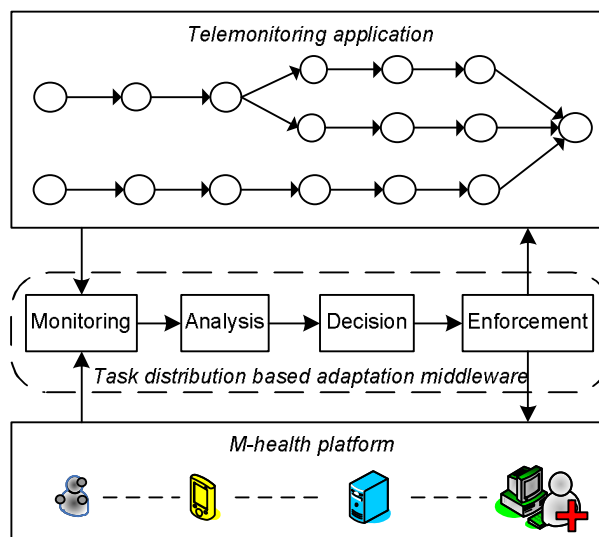 Telemonitoring application
Monitoring
Analysis
Decision
Enforcement
Task distribution based adaptation middleware
M-health platform